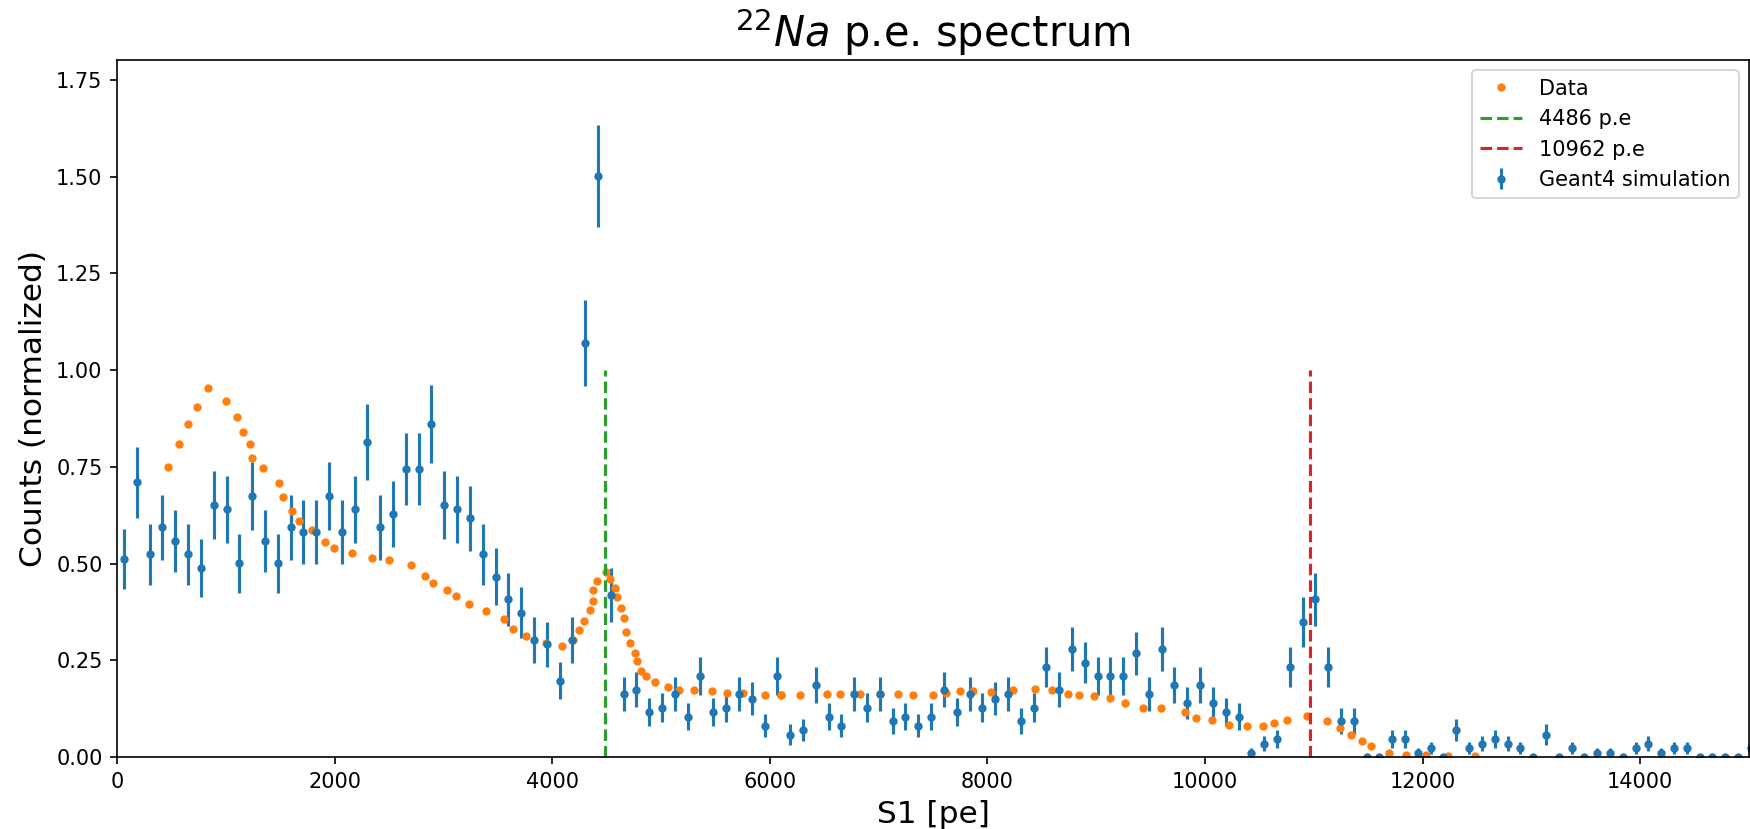 ²²Na p.e. spectrum
Data
4486 p.e
10962 p.e
Geant4 simulation
Counts (normalized)
1.75
1.50
1.25
1.00
0.75
0.50
0.25
0.00
0 2000 4000 6000 8000 10000 12000 14000
S1 [pe]